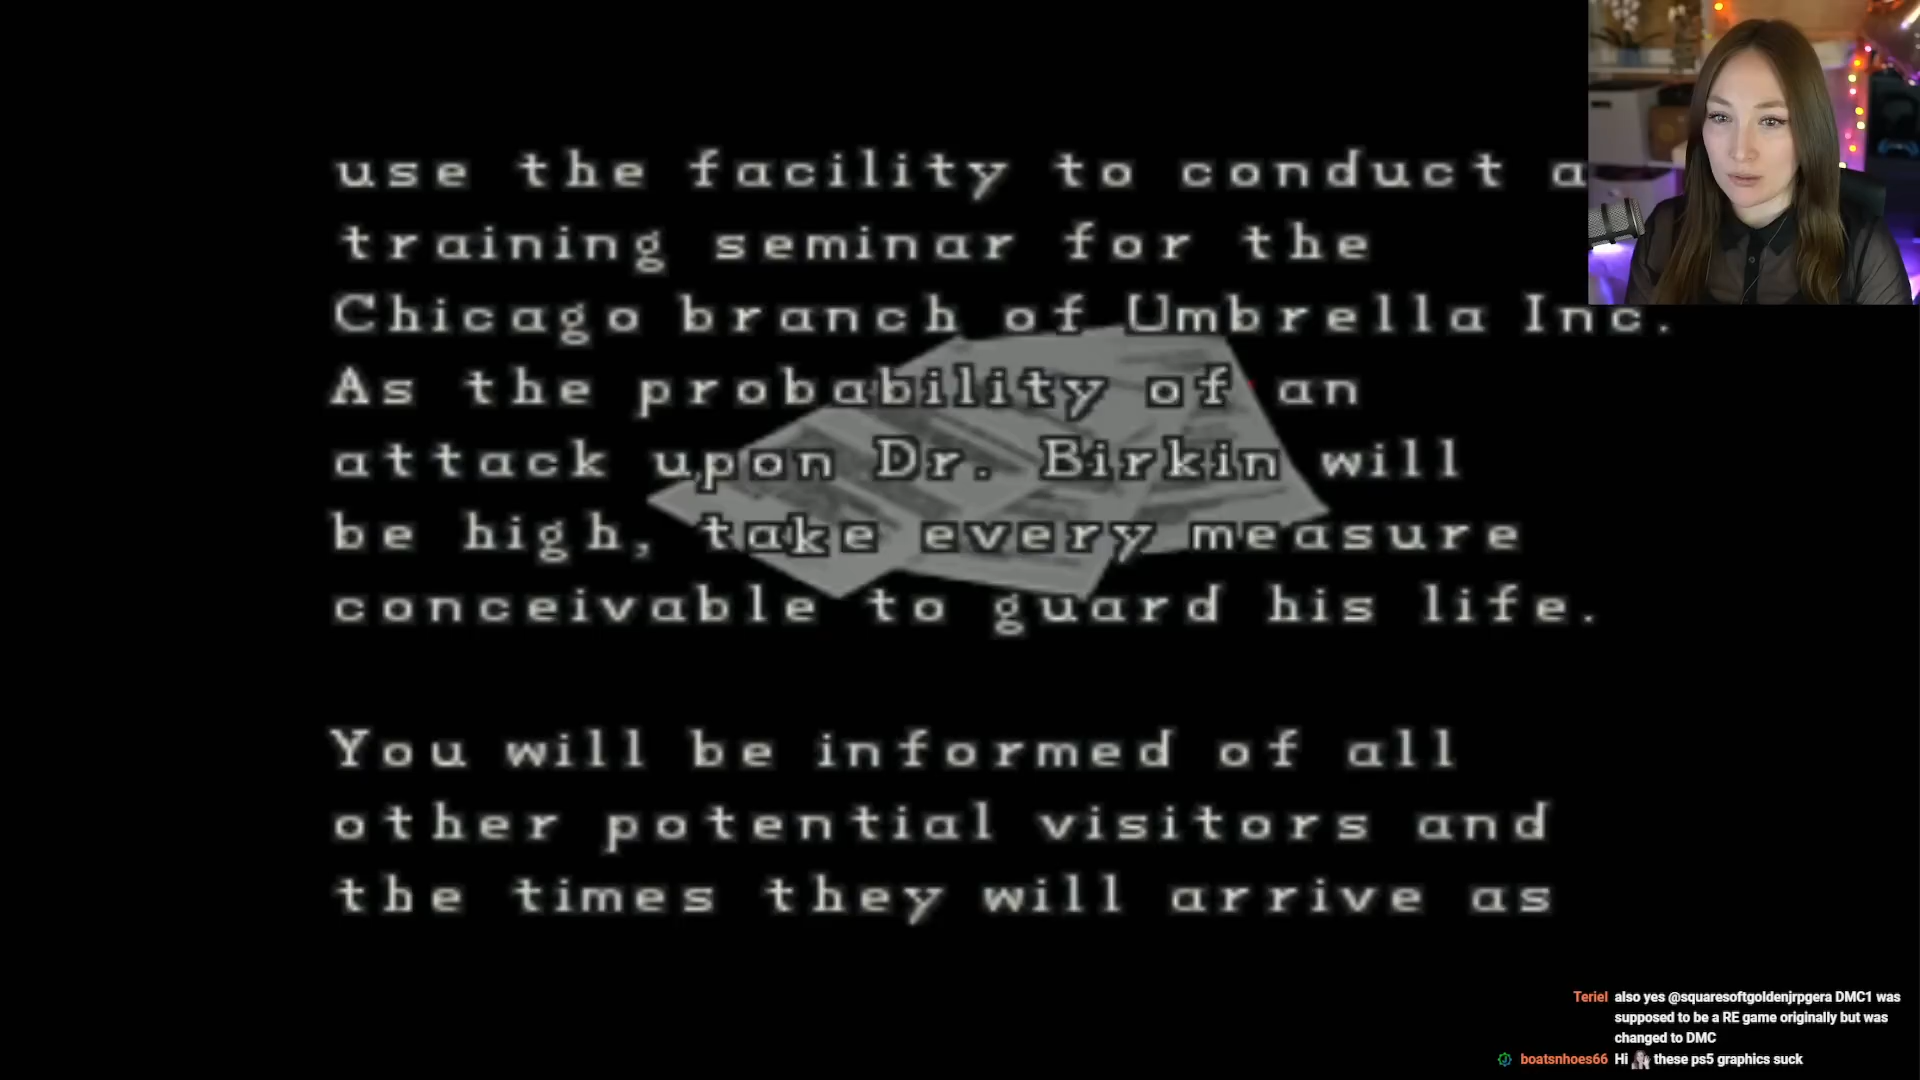 use the facility to conduct a
training seminar for the
Chicago branch of Umbrella Inc.
As the probability of an
attack upon Dr. Birkin will
be high, take every measure
conceivable to guard his life.
You will be informed of all
other potential visitors and
the times they will arrive as
Teriel also yes @squaresoftgoldenjrpgera DMC1 was
supposed to be a RE game originally but was
changed to DMC
boatsnhoes66 Hi these ps5 graphics suck